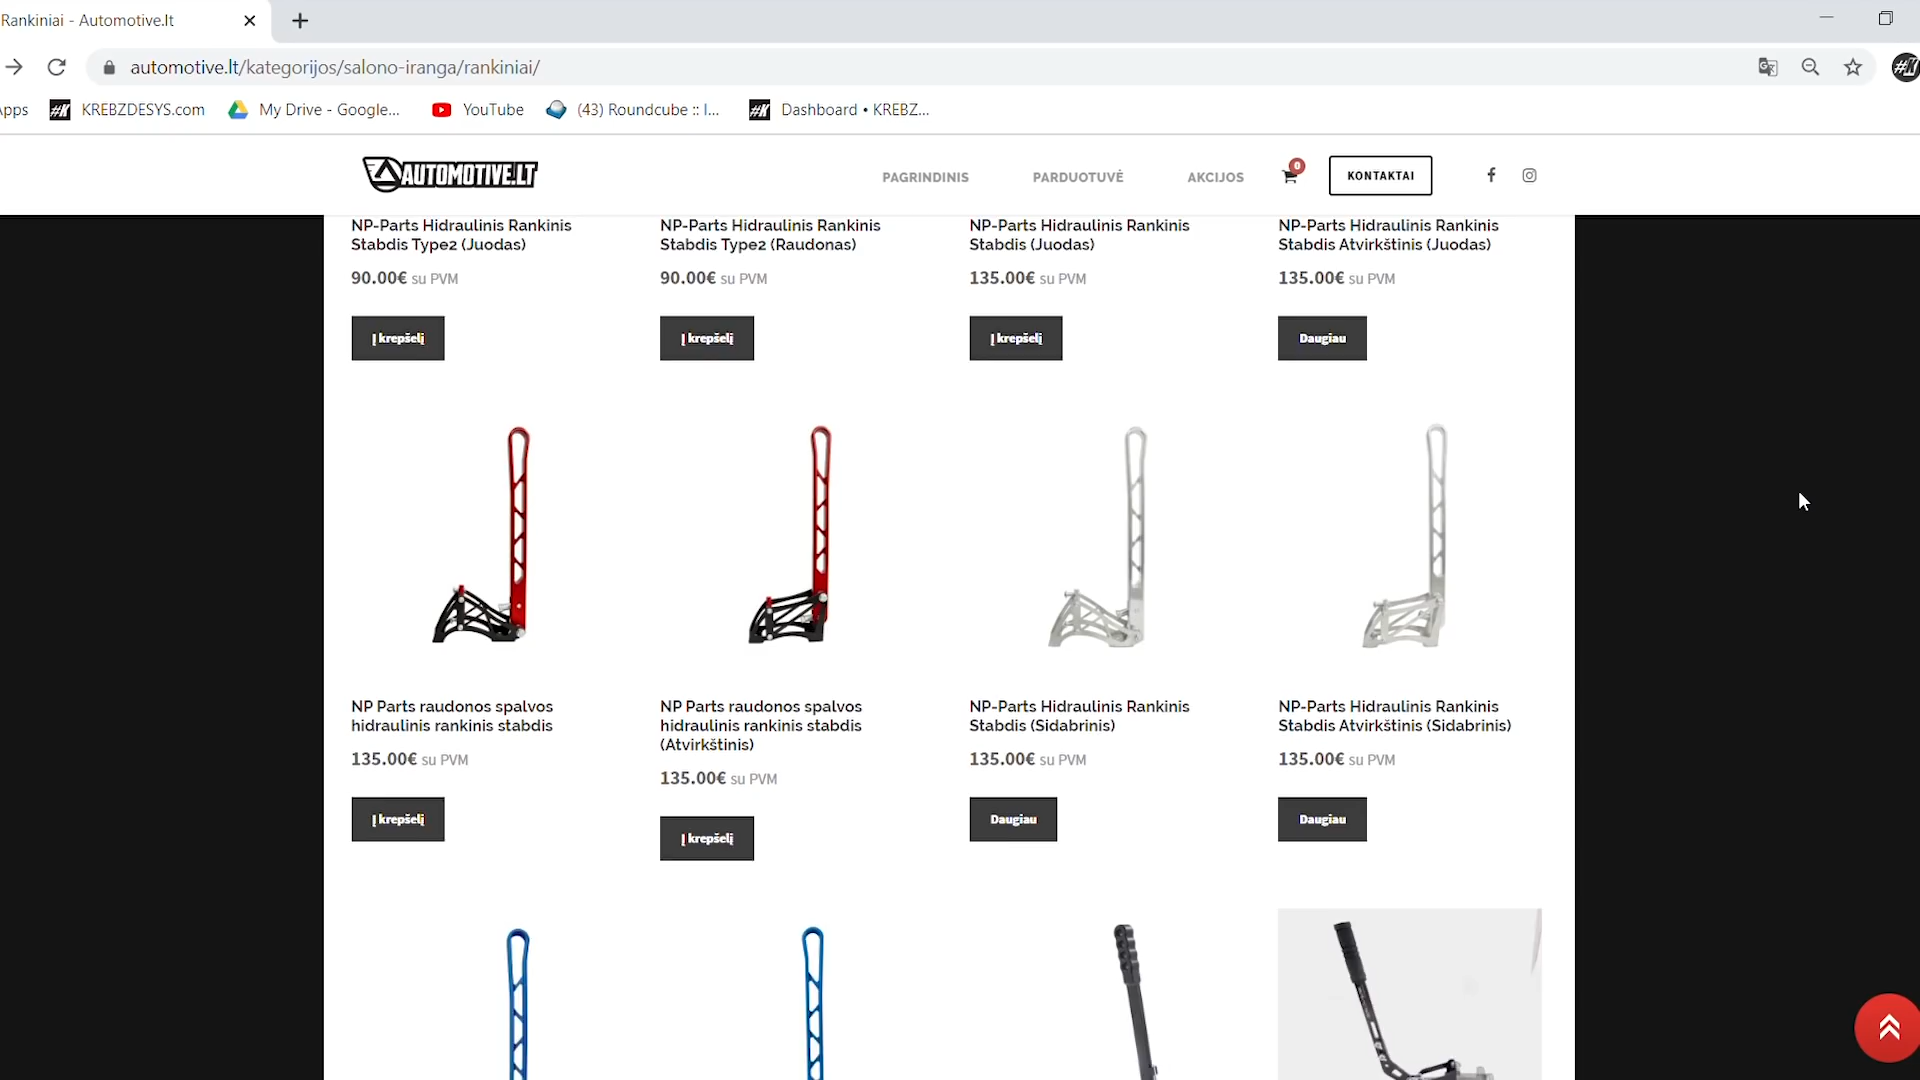 Rankiniai - Automotive.lt
automotive.lt/kategorijos/salono-iranga/rankiniai/
KREBZDESYS.com
My Drive - Google...
YouTube
(43) Roundcube :: I...
Dashboard • KREBZ...
AUTOMOTIVE.LT
PAGRINDINIS
PARDUOTUVĖ
AKCIJOS
0
KONTAKTAI
NP-Parts Hidraulinis Rankinis
Stabdis Type2 (Juodas)
90.00€ su PVM
Į krepšelį
NP-Parts Hidraulinis Rankinis
Stabdis Type2 (Raudonas)
90.00€ su PVM
Į krepšelį
NP-Parts Hidraulinis Rankinis
Stabdis (Juodas)
135.00€ su PVM
Į krepšelį
NP-Parts Hidraulinis Rankinis
Stabdis Atvirkštinis (Juodas)
135.00€ su PVM
Daugiau
NP Parts raudonos spalvos
hidraulinis rankinis stabdis
135.00€ su PVM
Į krepšelį
NP Parts raudonos spalvos
hidraulinis rankinis stabdis
(Atvirkštinis)
135.00€ su PVM
Į krepšelį
NP-Parts Hidraulinis Rankinis
Stabdis (Sidabrinis)
135.00€ su PVM
Daugiau
NP-Parts Hidraulinis Rankinis
Stabdis Atvirkštinis (Sidabrinis)
135.00€ su PVM
Daugiau